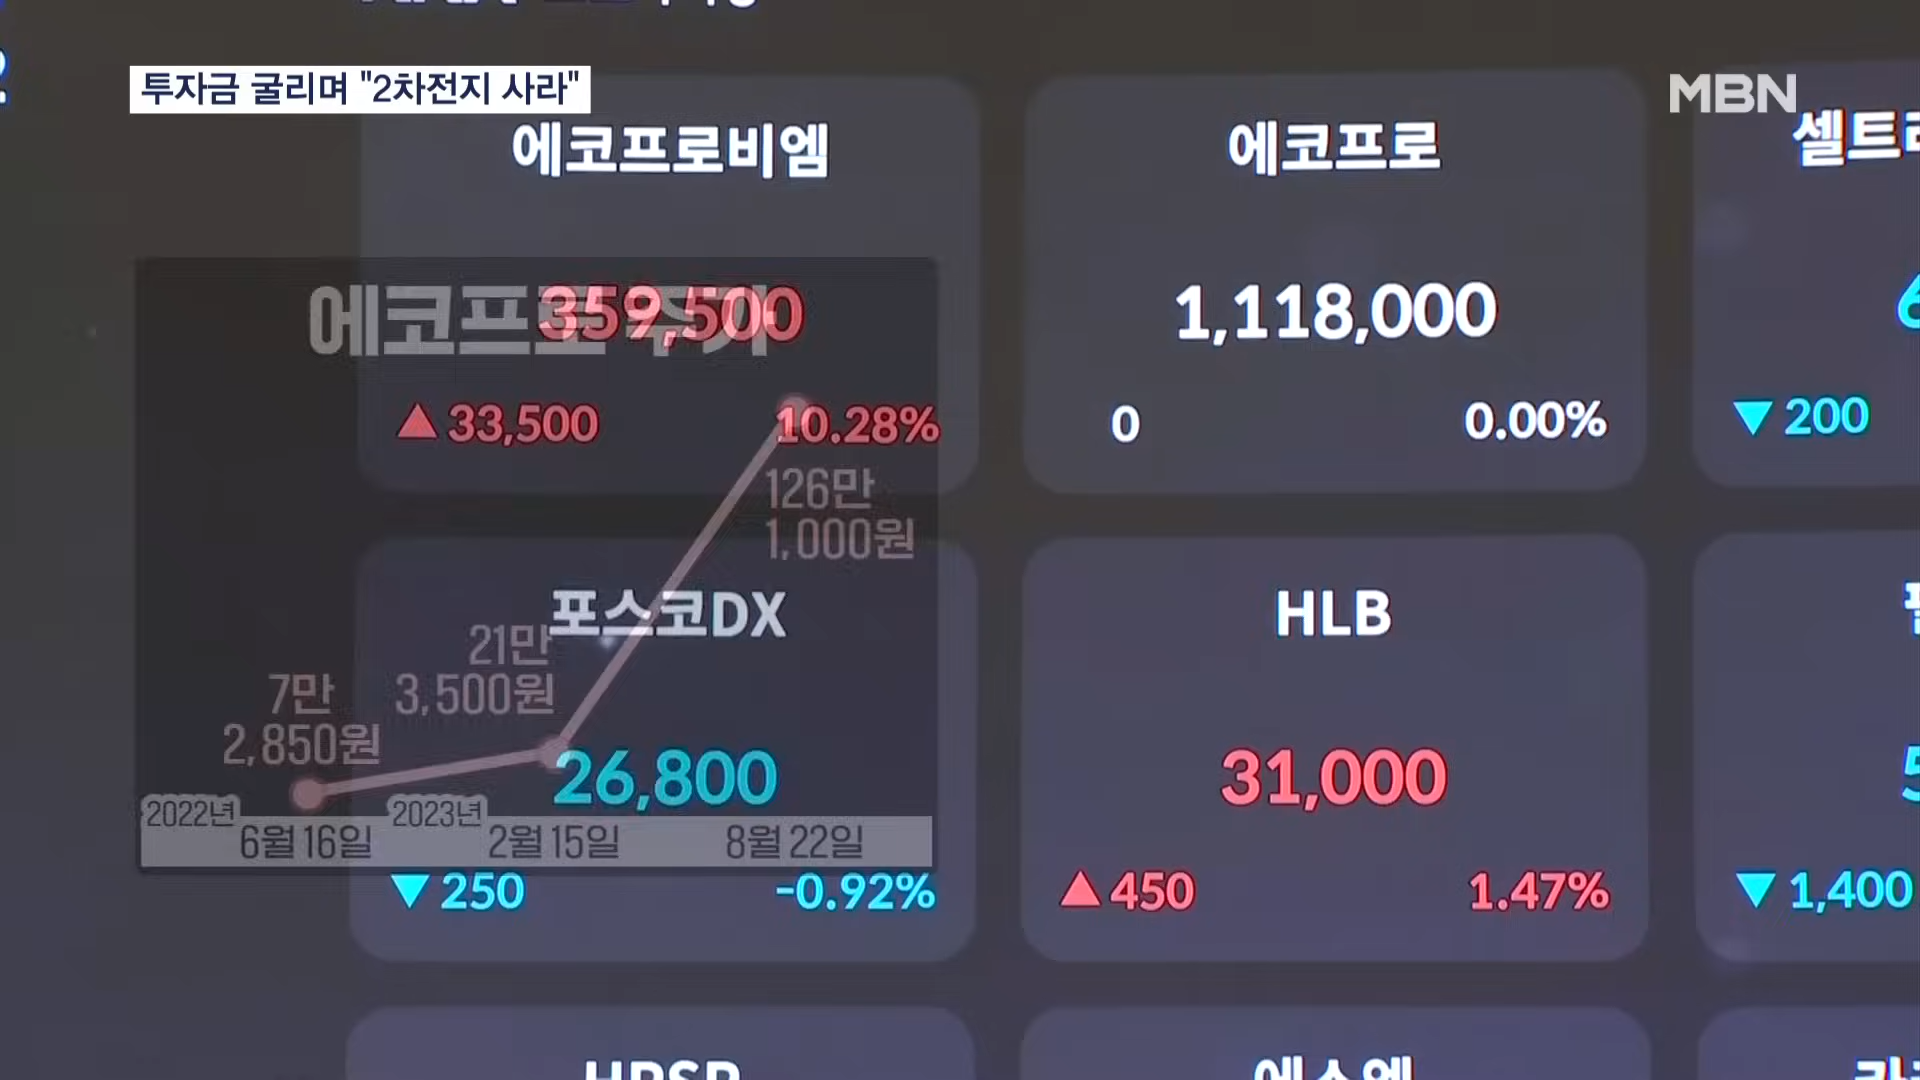 투자금 굴리며 "2차전지 사라"
MBN
에코프로비엠
359,500
▲33,500 10.28%
에코프로
1,118,000
0 0.00%
▼200
에코프로 주가
126만
1,000원
21만
3,500원
7만
2,850원
2022년
6월 16일
2023년
2월 15일
8월 22일
포스코DX
26,800
▼250 -0.92%
HLB
31,000
▲450 1.47%
▼1,400